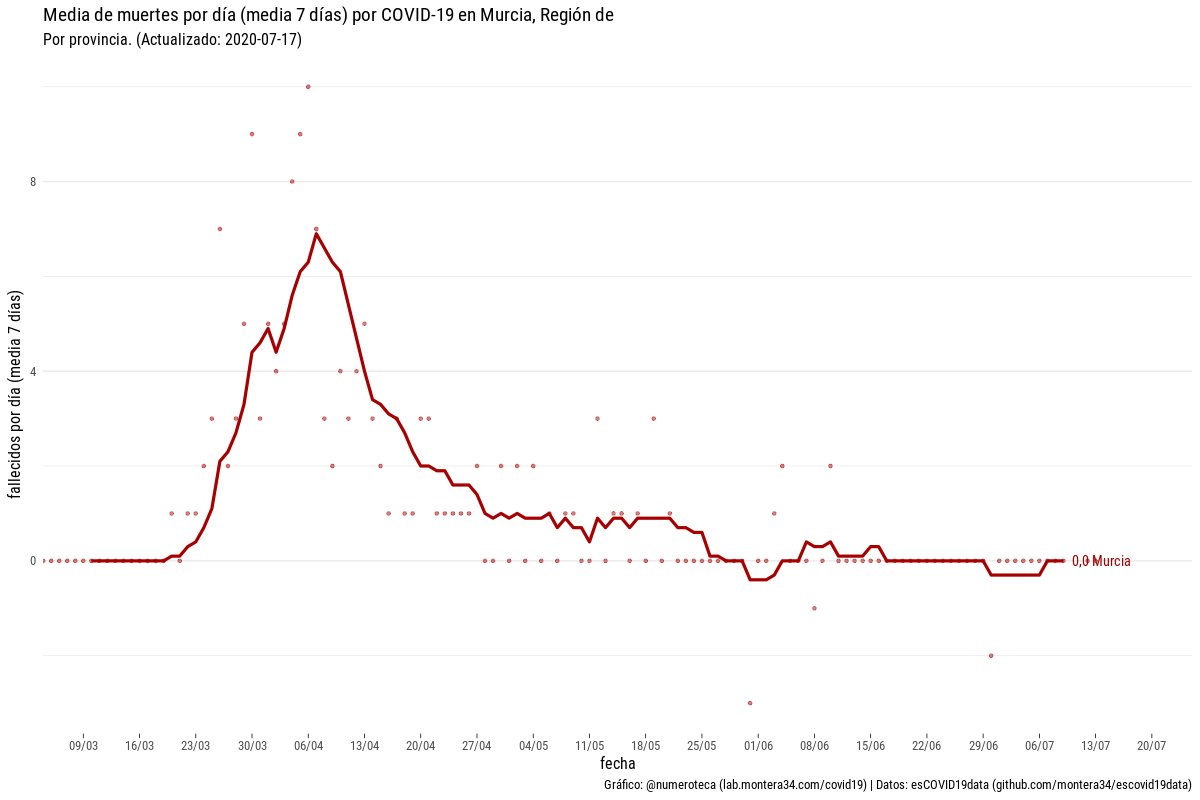 Media de muertes por día (media 7 días) por COVID-19 en Murcia, Región de
Por provincia. (Actualizado: 2020-07-17)
fallecidos por día (media 7 días)
8
4
0
0,0 Murcia
09/03 16/03 23/03 30/03 06/04 13/04 20/04 27/04 04/05 11/05 18/05 25/05 01/06 08/06 15/06 22/06 29/06 06/07 13/07 20/07
fecha
Gráfico: @numeroteca (lab.montera34.com/covid19) | Datos: esCOVID19data (github.com/montera34/escovid19data)